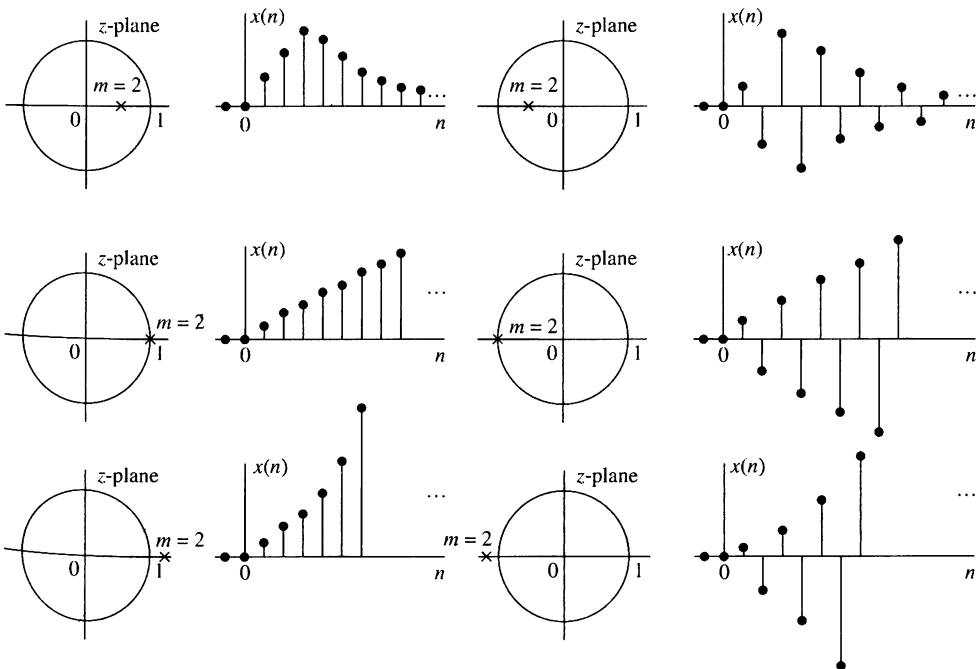 z-plane
m = 2
0
1
x(n)
0
...
n
z-plane
m = 2
0
1
x(n)
0
...
n
z-plane
m = 2
0
1
x(n)
0
...
n
z-plane
m = 2
0
1
x(n)
0
...
n
z-plane
m = 2
0
1
x(n)
0
...
n
z-plane
m = 2
0
1
x(n)
0
...
n